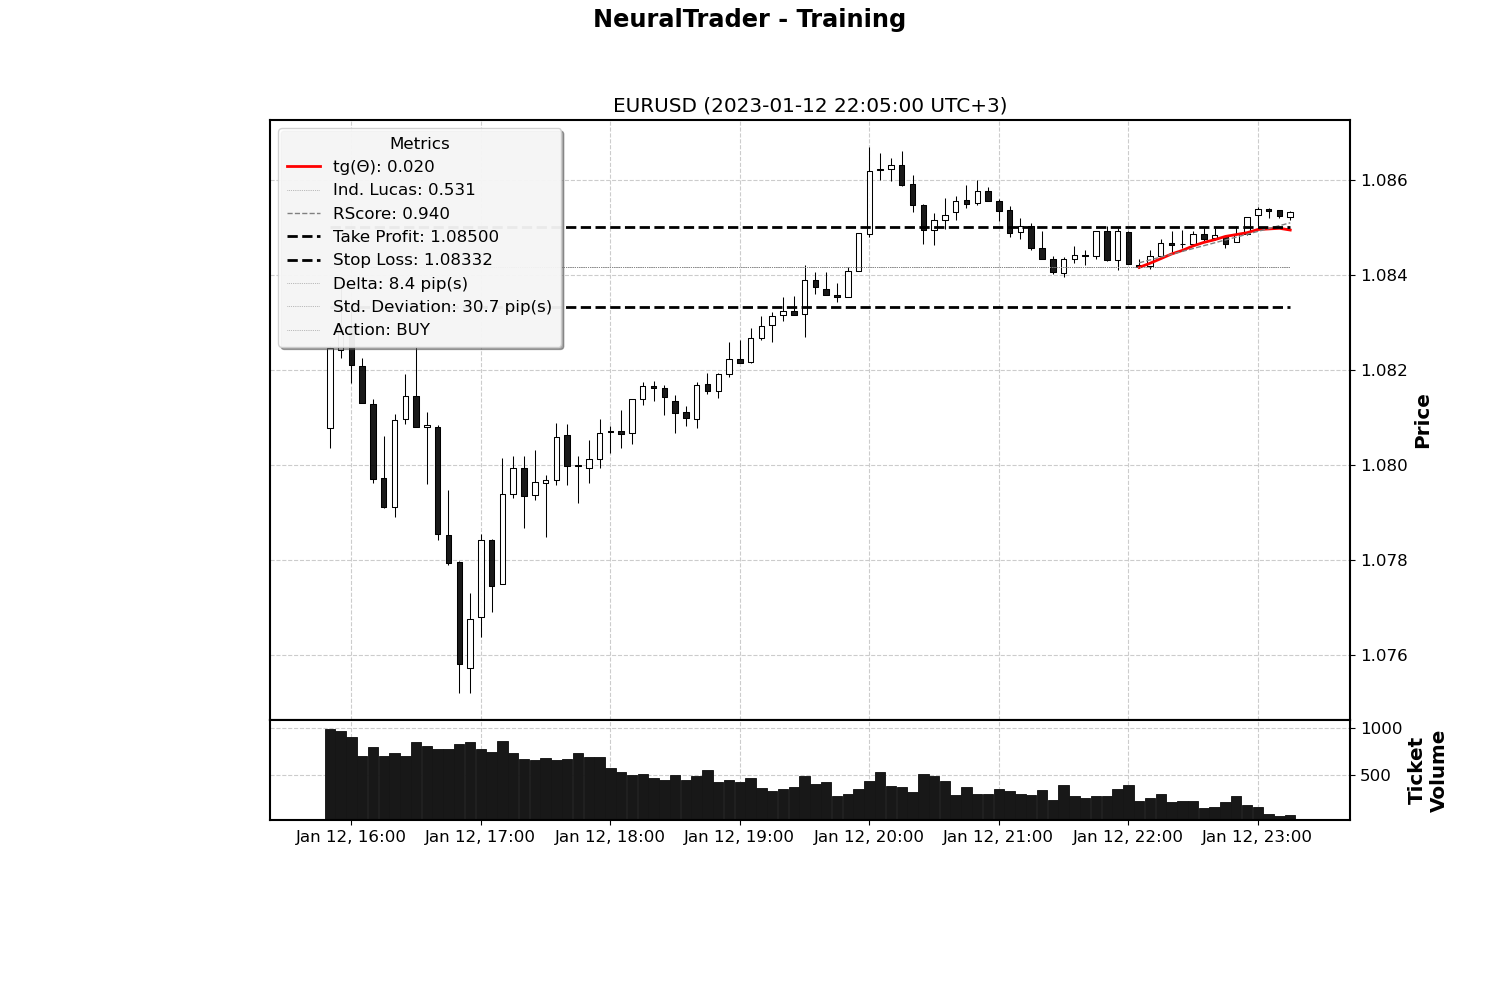 NeuralTrader - Training
EURUSD (2023-01-12 22:05:00 UTC+3)
Metrics
tg(Θ): 0.020
Ind. Lucas: 0.531
RScore: 0.940
Take Profit: 1.08500
Stop Loss: 1.08332
Delta: 8.4 pip(s)
Std. Deviation: 30.7 pip(s)
Action: BUY
1.086
1.084
1.082
1.080
1.078
1.076
Price
1000
500
Ticket
Volume
Jan 12, 16:00
Jan 12, 17:00
Jan 12, 18:00
Jan 12, 19:00
Jan 12, 20:00
Jan 12, 21:00
Jan 12, 22:00
Jan 12, 23:00